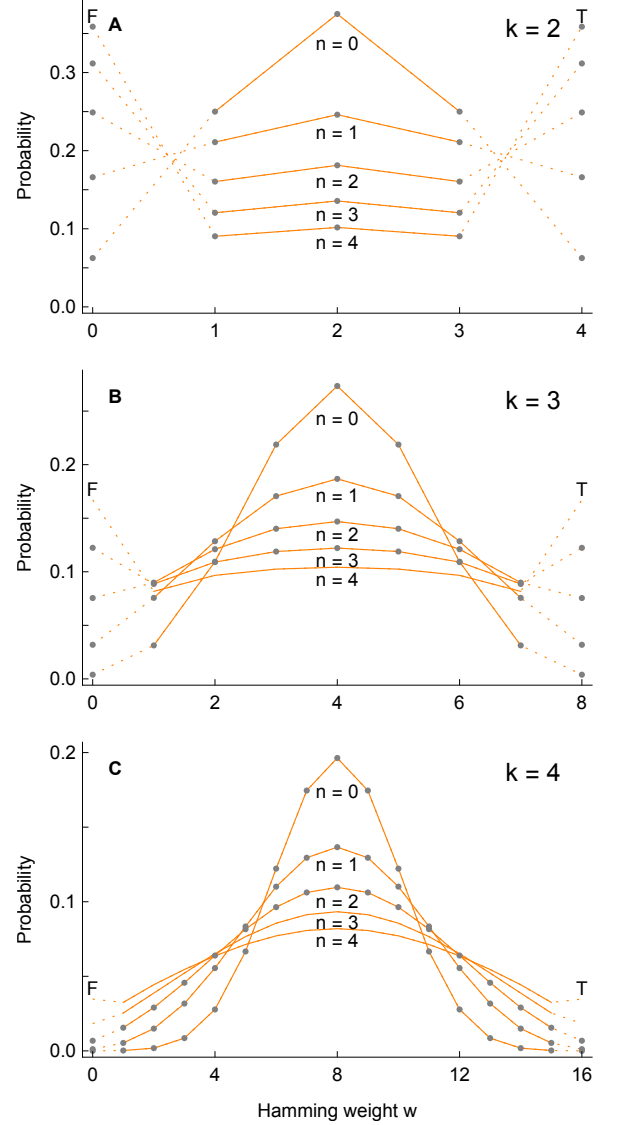 F
A
k = 2
T
0.3
n = 0
Probability
0.2
n = 1
n = 2
0.1
n = 3
n = 4
0.0
0 1 2 3 4
B
k = 3
n = 0
0.2
F
T
n = 1
Probability
n = 2
0.1
n = 3
n = 4
0.0
0 2 4 6 8
0.2
C
k = 4
n = 0
Probability
n = 1
0.1
n = 2
n = 3
n = 4
F
T
0.0
0 4 8 12 16
Hamming weight w